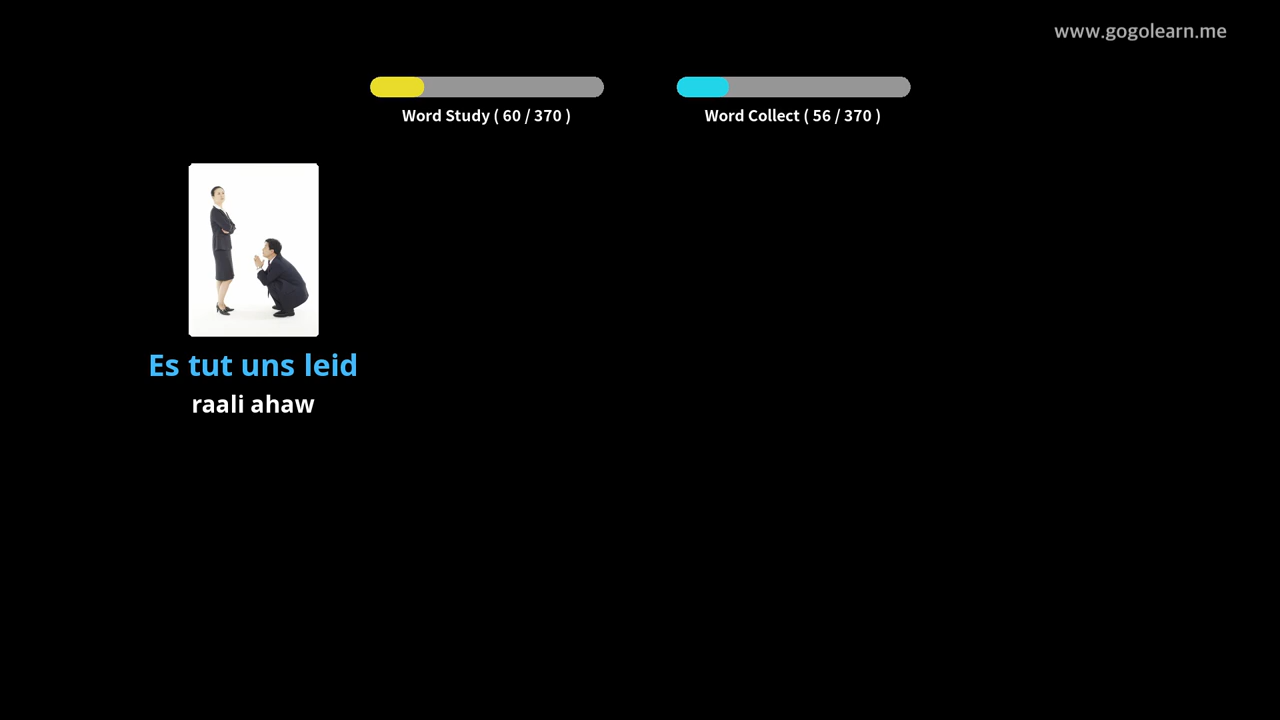 www.gogolearn.me
Word Study ( 60 / 370 )
Word Collect ( 56 / 370 )
Es tut uns leid
raali ahaw